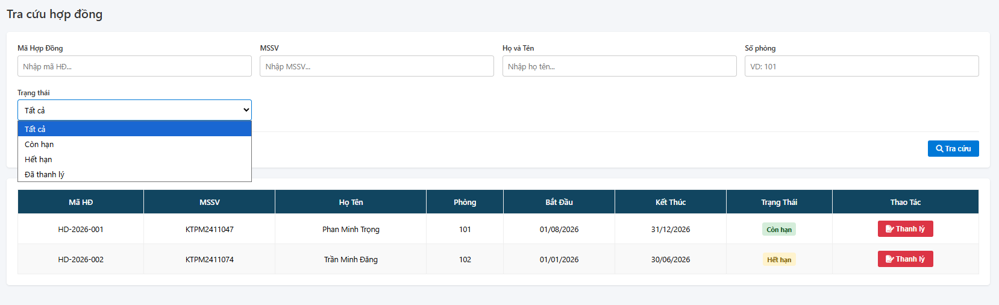 Tra cứu hợp đồng
Mã Hợp Đồng MSSV Họ và Tên Số phòng
Nhập mã HĐ... Nhập MSSV... Nhập họ tên... VD: 101
Trạng thái
Tất cả
Tất cả
Còn hạn
Hết hạn
Đã thanh lý
Tra cứu
Mã HĐ MSSV Họ Tên Phòng Bắt Đầu Kết Thúc Trạng Thái Thao Tác
HD-2026-001 KTPM2411047 Phan Minh Trọng 101 01/08/2026 31/12/2026 Còn hạn Thanh lý
HD-2026-002 KTPM2411074 Trần Minh Đăng 102 01/01/2026 30/06/2026 Hết hạn Thanh lý